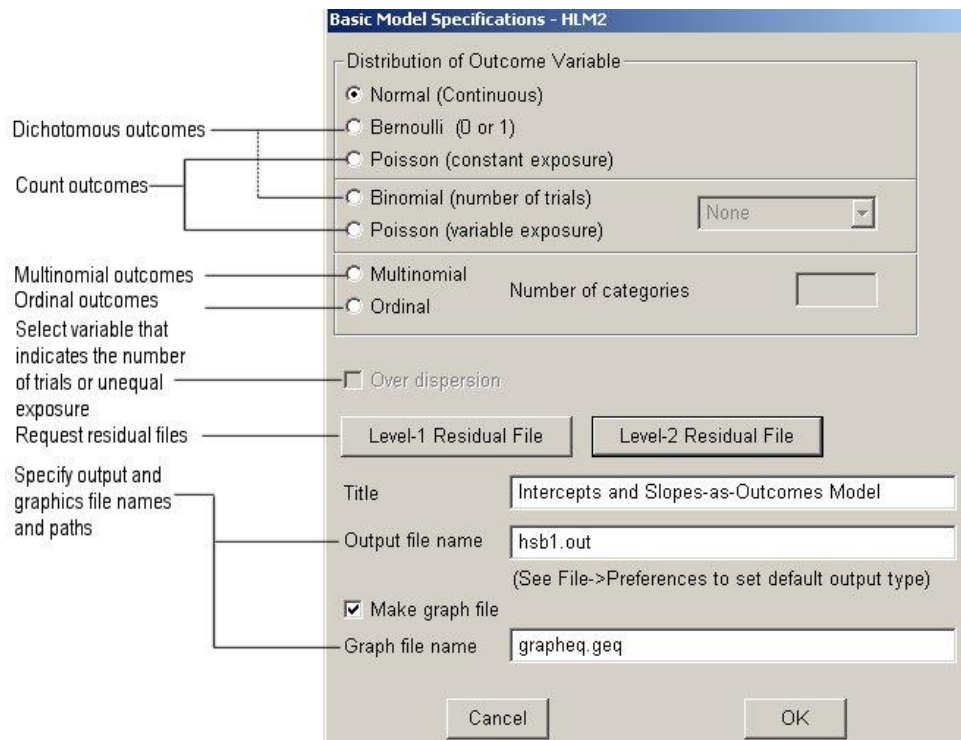 Basic Model Specifications - HLM2
Distribution of Outcome Variable
Normal (Continuous)
Dichotomous outcomes
Bernoulli (0 or 1)
Poisson (constant exposure)
Count outcomes
Binomial (number of trials)
None
Poisson (variable exposure)
Multinomial outcomes
Multinomial
Number of categories
Ordinal outcomes
Ordinal
Select variable that
indicates the number
of trials or unequal
exposure
Over dispersion
Request residual files
Level-1 Residual File
Level-2 Residual File
Specify output and
graphics file names
and paths
Title
Intercepts and Slopes-as-Outcomes Model
Output file name
hsb1.out
(See File->Preferences to set default output type)
Make graph file
Graph file name
grapheq.geq
Cancel
OK